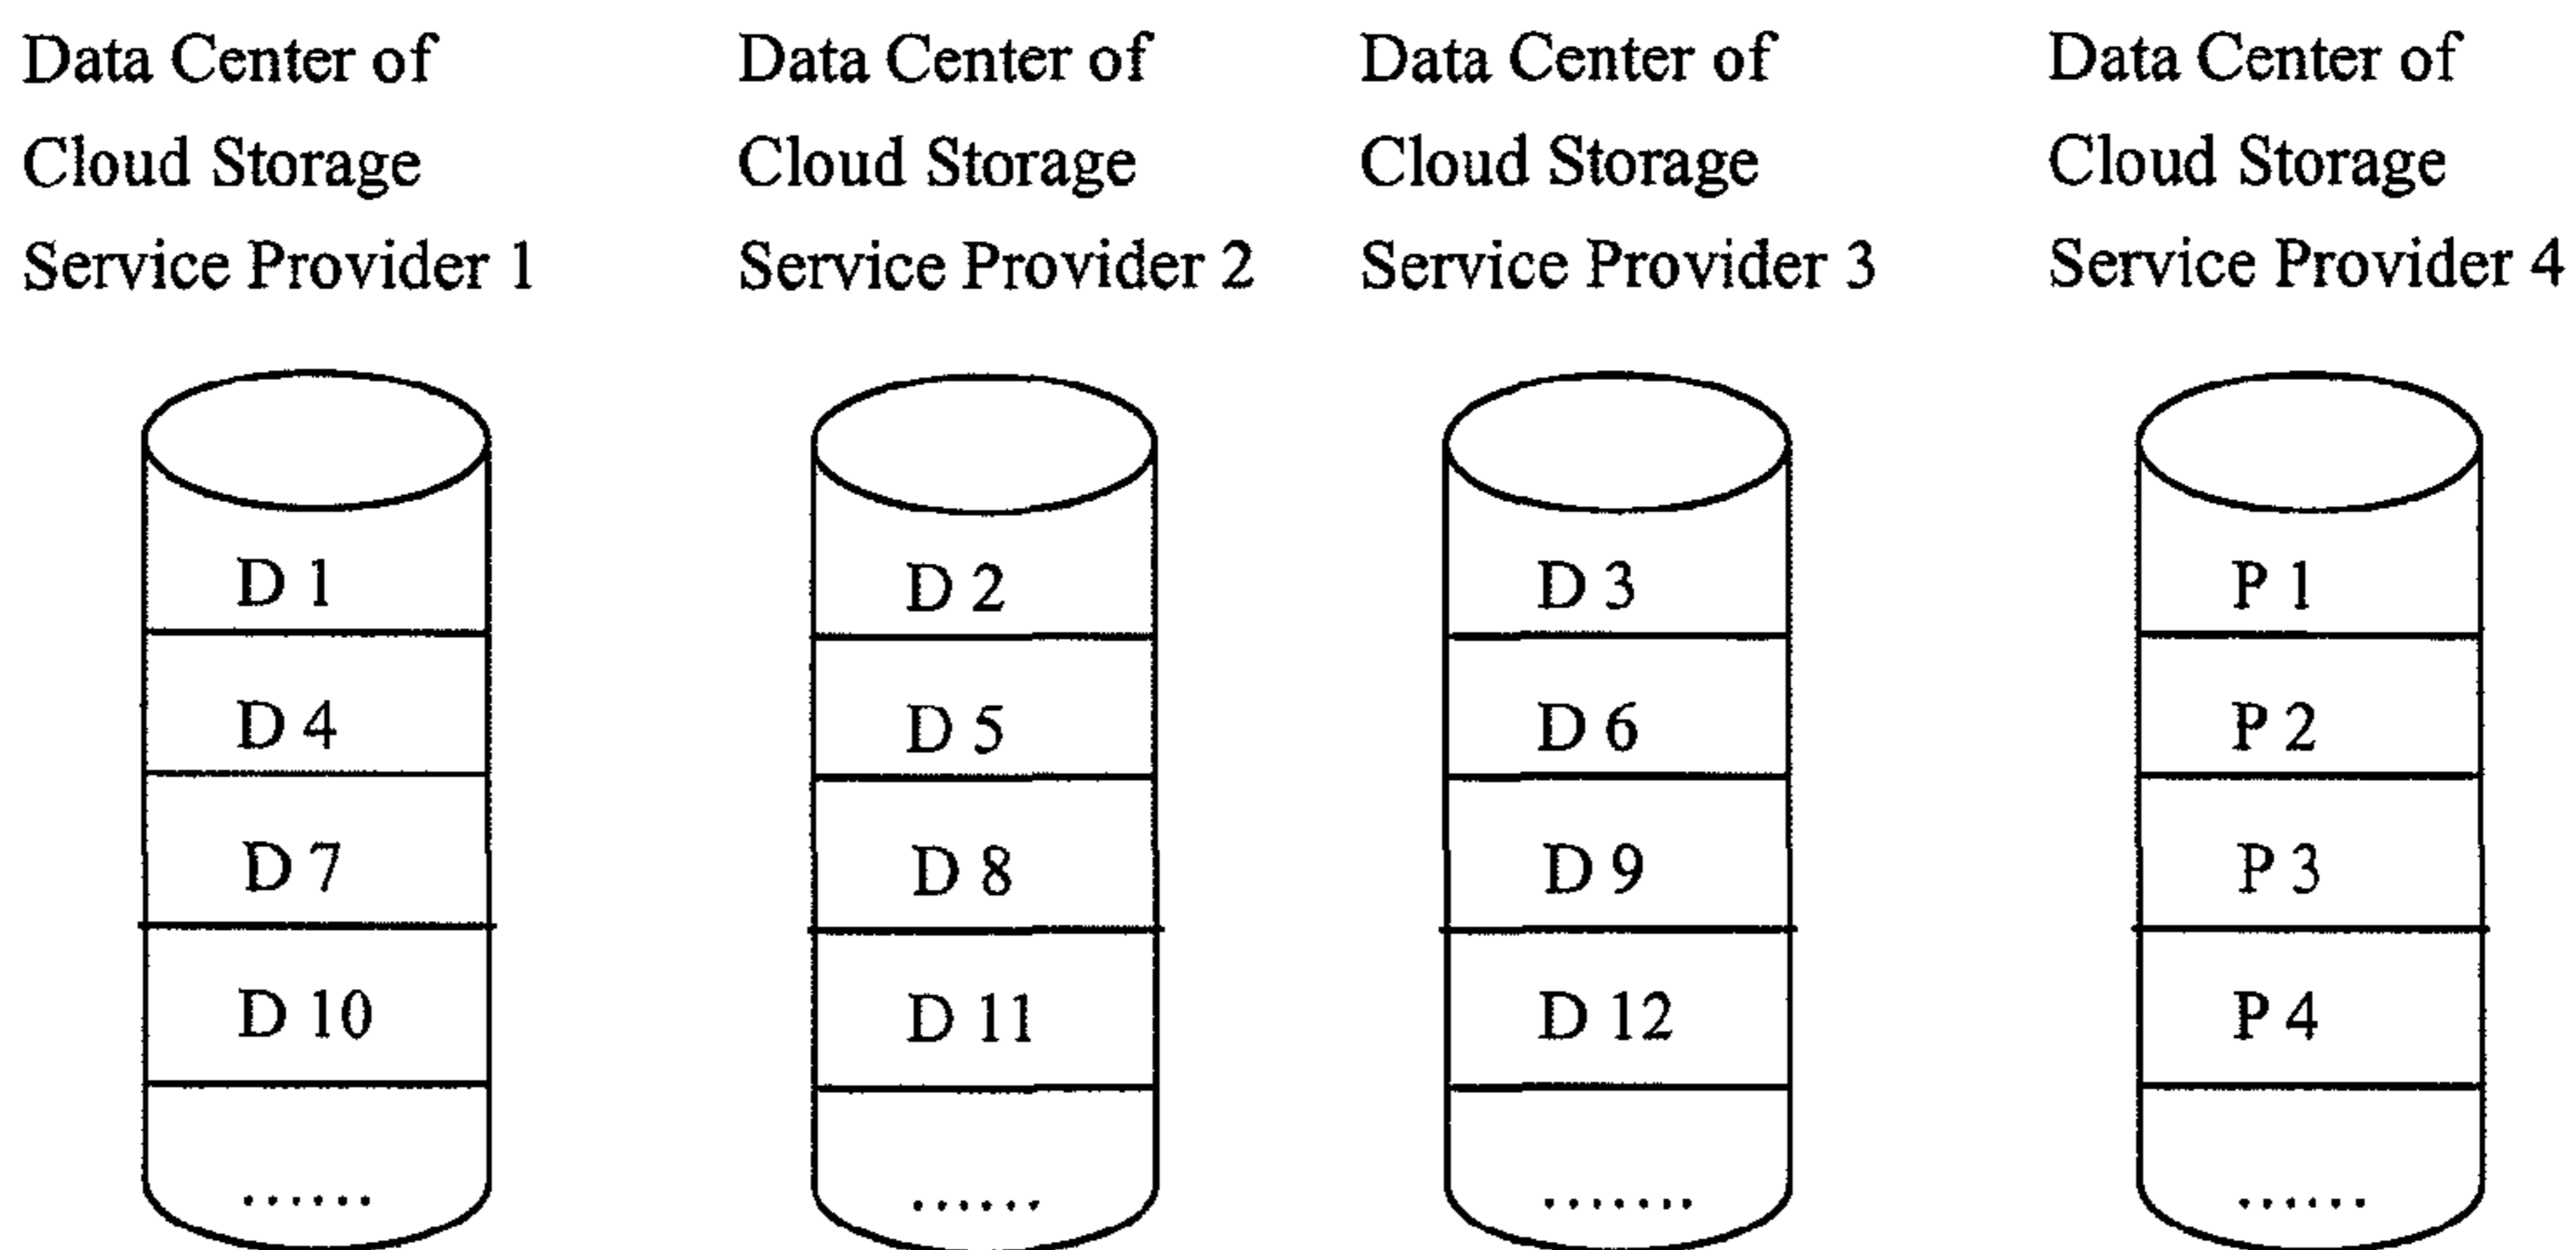 Data Center of
Cloud Storage
Service Provider 1
Data Center of
Cloud Storage
Service Provider 2
Data Center of
Cloud Storage
Service Provider 3
Data Center of
Cloud Storage
Service Provider 4
D 1
D 4
D 7
D 10
......
D 2
D 5
D 8
D 11
......
D 3
D 6
D 9
D 12
.......
P 1
P 2
P 3
P 4
......